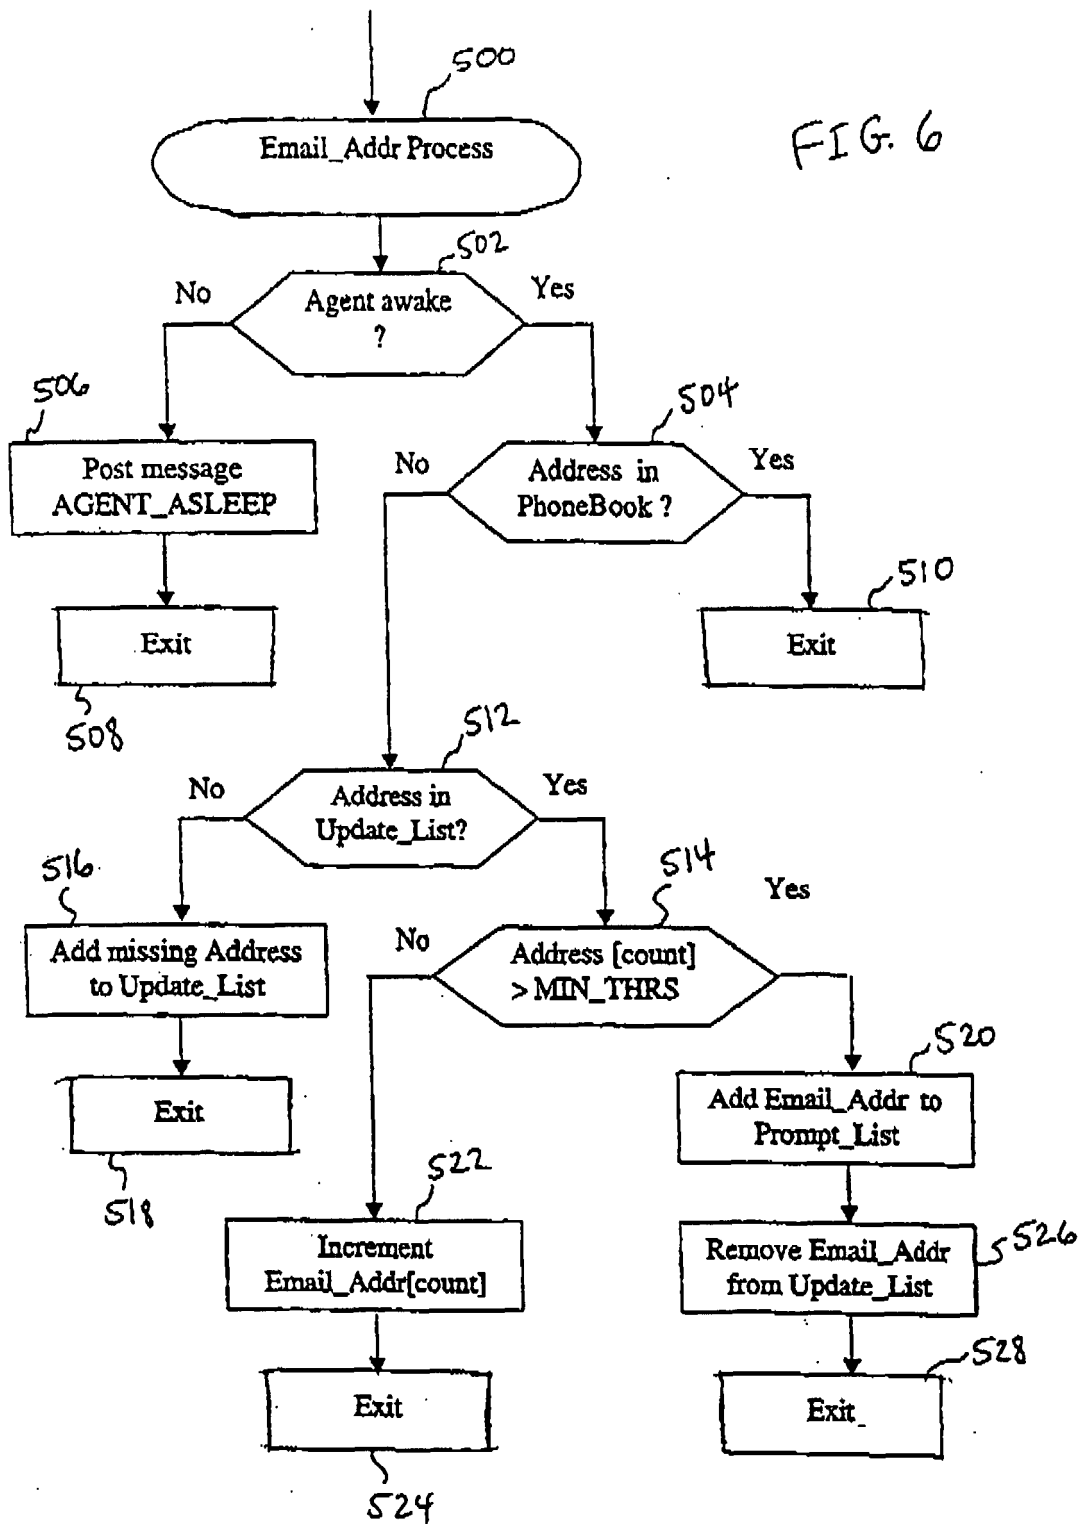 500
FIG. 6
Email_Addr Process
502
No
Yes
Agent awake
?
506
504
Post message
AGENT_ASLEEP
No
Yes
Address in
PhoneBook ?
510
Exit
Exit
508
512
No
Yes
Address in
Update_List?
516
514
Yes
Add missing Address
to Update_List
No
Address [count]
> MIN_THRS
520
Exit
Add Email_Addr to
Prompt_List
518
522
Increment
Email_Addr[count]
Remove Email_Addr
from Update_List
526
528
Exit
Exit
524